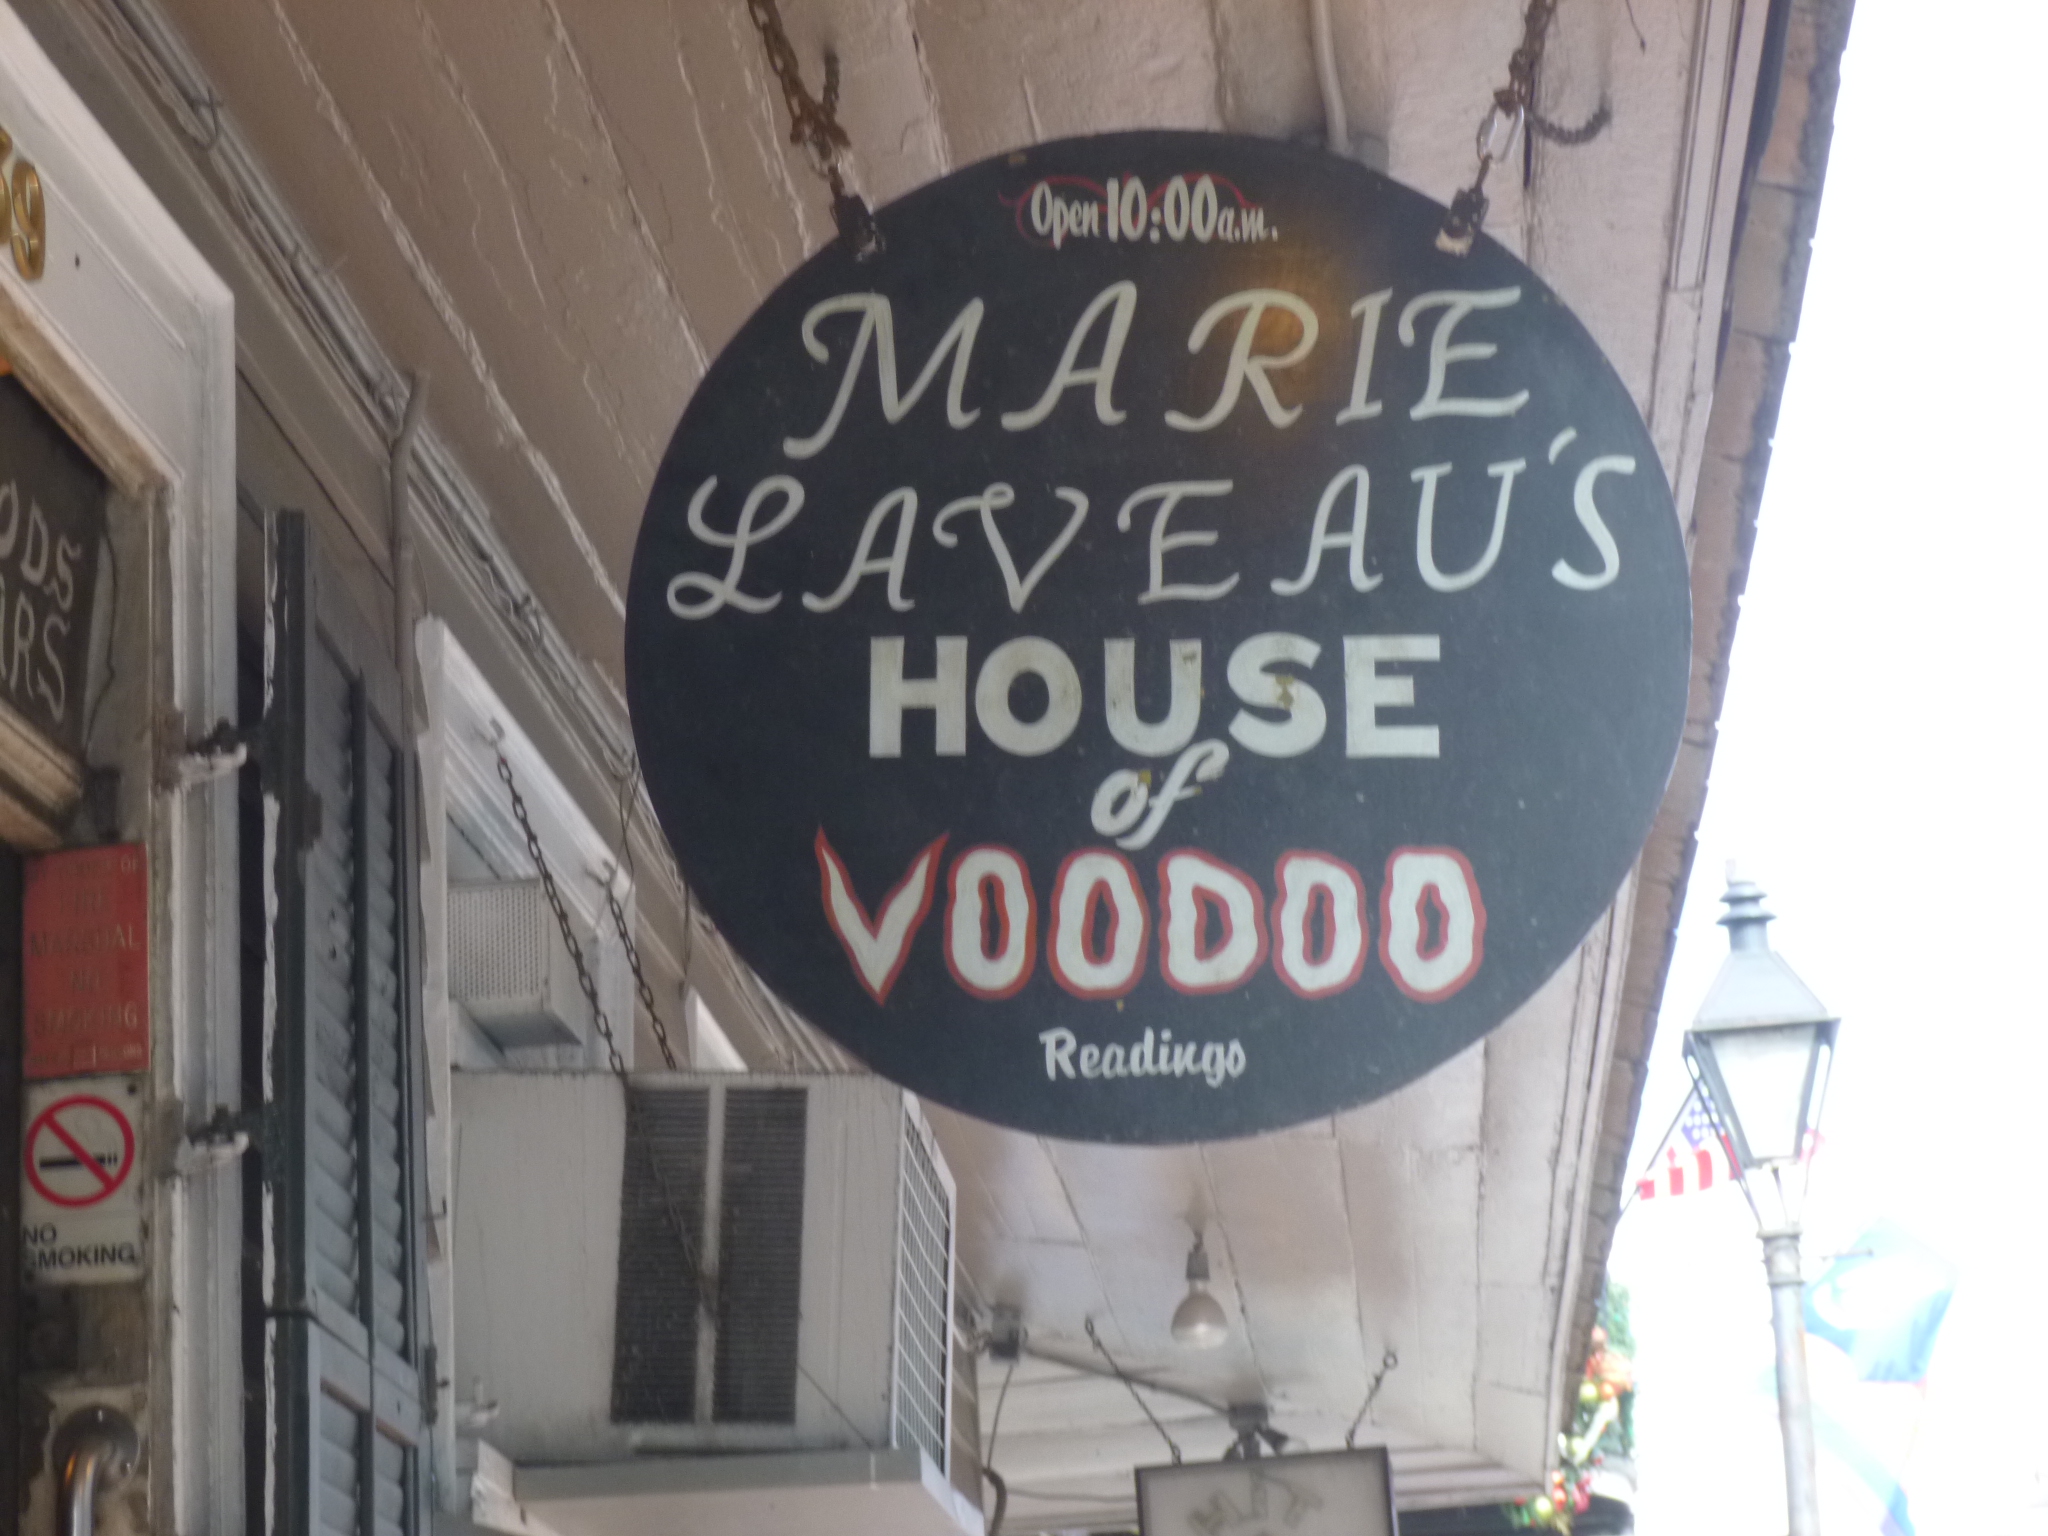 Open 10:00 a.m.
MARIE
LAVEAU'S
HOUSE
of
VOODOO
Readings
NO
SMOKING